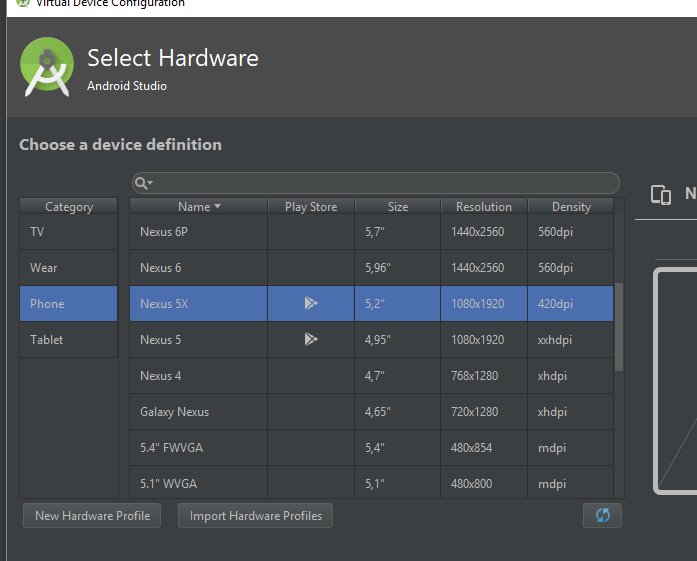 Virtual Device Configuration
Select Hardware
Android Studio
Choose a device definition
Category
TV
Wear
Phone
Tablet
Name Play Store Size Resolution Density
Nexus 6P 5,7" 1440x2560 560dpi
Nexus 6 5,96" 1440x2560 560dpi
Nexus 5X 5,2" 1080x1920 420dpi
Nexus 5 4,95" 1080x1920 xxhdpi
Nexus 4 4,7" 768x1280 xhdpi
Galaxy Nexus 4,65" 720x1280 xhdpi
5.4" FWVGA 5,4" 480x854 mdpi
5.1" WVGA 5,1" 480x800 mdpi
N
New Hardware Profile Import Hardware Profiles